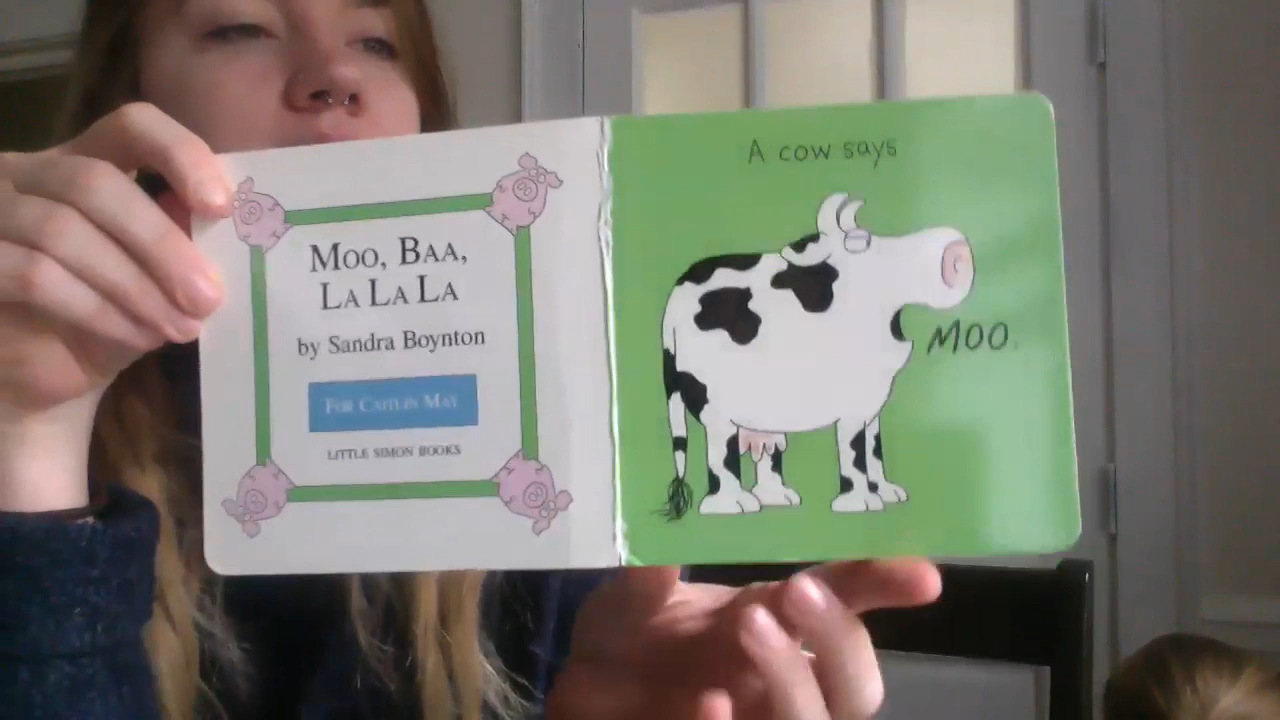 MOO, BAA,
LA LA LA
by Sandra Boynton
FOR CAITLIN MAY
LITTLE SIMON BOOKS
A cow says
MOO.